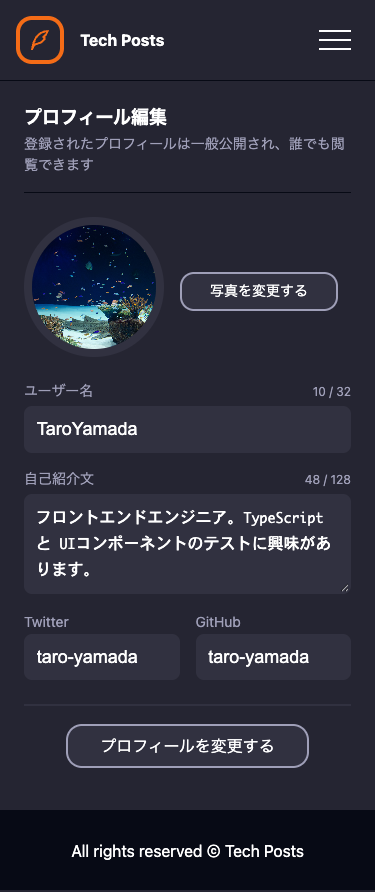 Tech Posts
プロフィール編集
登録されたプロフィールは一般公開され、誰でも閲
覧できます
写真を変更する
ユーザー名 10 / 32
TaroYamada
自己紹介文 48 / 128
フロントエンドエンジニア。TypeScript
と UIコンポーネントのテストに興味があ
ります。
Twitter GitHub
taro-yamada taro-yamada
プロフィールを変更する
All rights reserved © Tech Posts